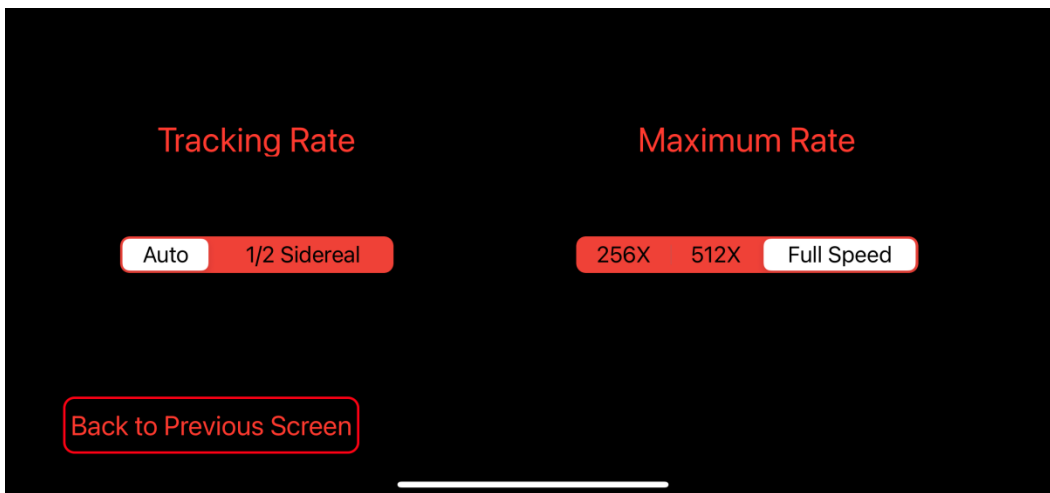 Tracking Rate
Maximum Rate
Auto 1/2 Sidereal
256X 512X Full Speed
Back to Previous Screen